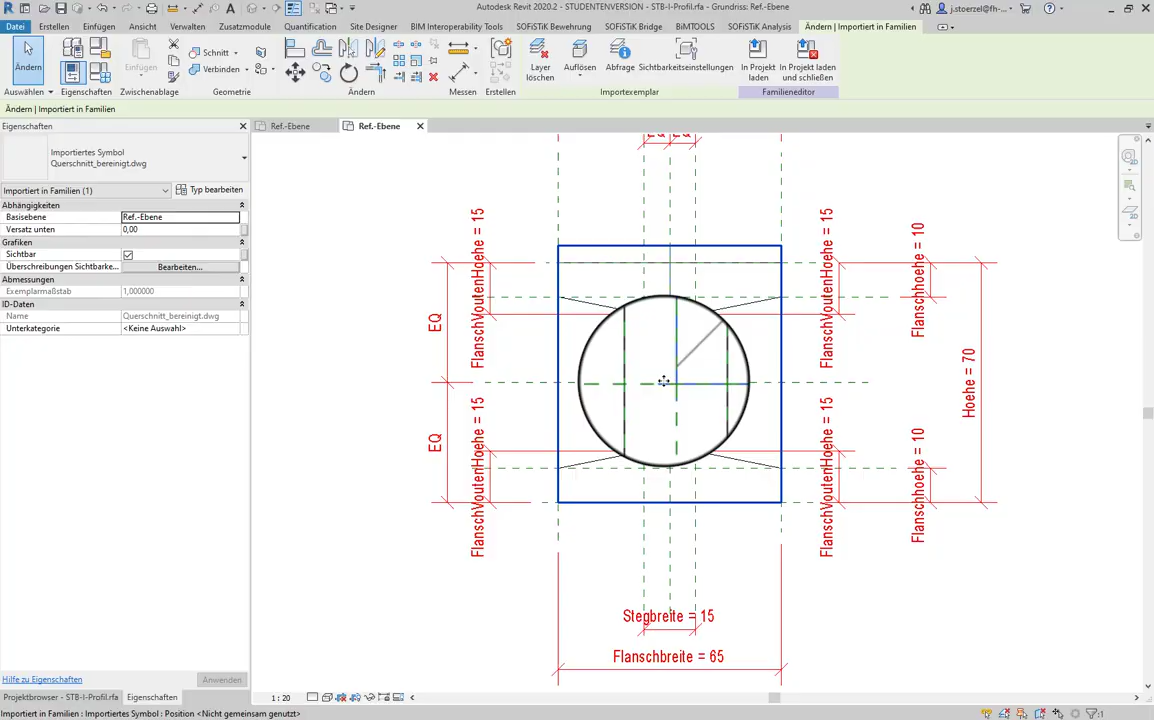 Autodesk Revit 2020.2 - STUDENTENVERSION - STB-I-Profil.rfa - Grundriss: Ref.-Ebene
j.stoerzel@fh-...
Datei Erstellen Einfügen Ansicht Verwalten Zusatzmodule Quantification Site Designer BIM Interoperability Tools SOFiSTiK Bewehrung SOFiSTiK Bridge BiMTOOLS SOFiSTiK Analysis Ändern | Importiert in Familien
Ändern
Einfügen
Schnitt
Verbinden
Layer löschen
Auflösen
Abfrage
Sichtbarkeitseinstellungen
In Projekt laden
In Projekt laden und schließen
Auswählen Eigenschaften Zwischenablage Geometrie Ändern Messen Erstellen Importexemplar Familieneditor
Ändern | Importiert in Familien
Eigenschaften
Ref.-Ebene
Ref.-Ebene
Importiertes Symbol
Querschnitt_bereinigt.dwg
Importiert in Familien (1)
Typ bearbeiten
Abhängigkeiten
Basisebene Ref.-Ebene
Versatz unten 0,00
Grafiken
Sichtbar
Überschreibungen Sichtbarke... Bearbeiten...
Abmessungen
Exemplarmaßstab 1,000000
ID-Daten
Name Querschnitt_bereinigt.dwg
Unterkategorie <Keine Auswahl>
EQ
EQ
FlanschVoutenHoehe = 15
FlanschVoutenHoehe = 15
FlanschVoutenHoehe = 15
FlanschVoutenHoehe = 15
Flanschhoehe = 10
Flanschhoehe = 10
Hoehe = 70
Stegbreite = 15
Flanschbreite = 65
Hilfe zu Eigenschaften
Anwenden
Projektbrowser - STB-I-Profil.rfa
Eigenschaften
1 : 20
Importiert in Familien : Importiertes Symbol : Position <Nicht gemeinsam genutzt>
:1